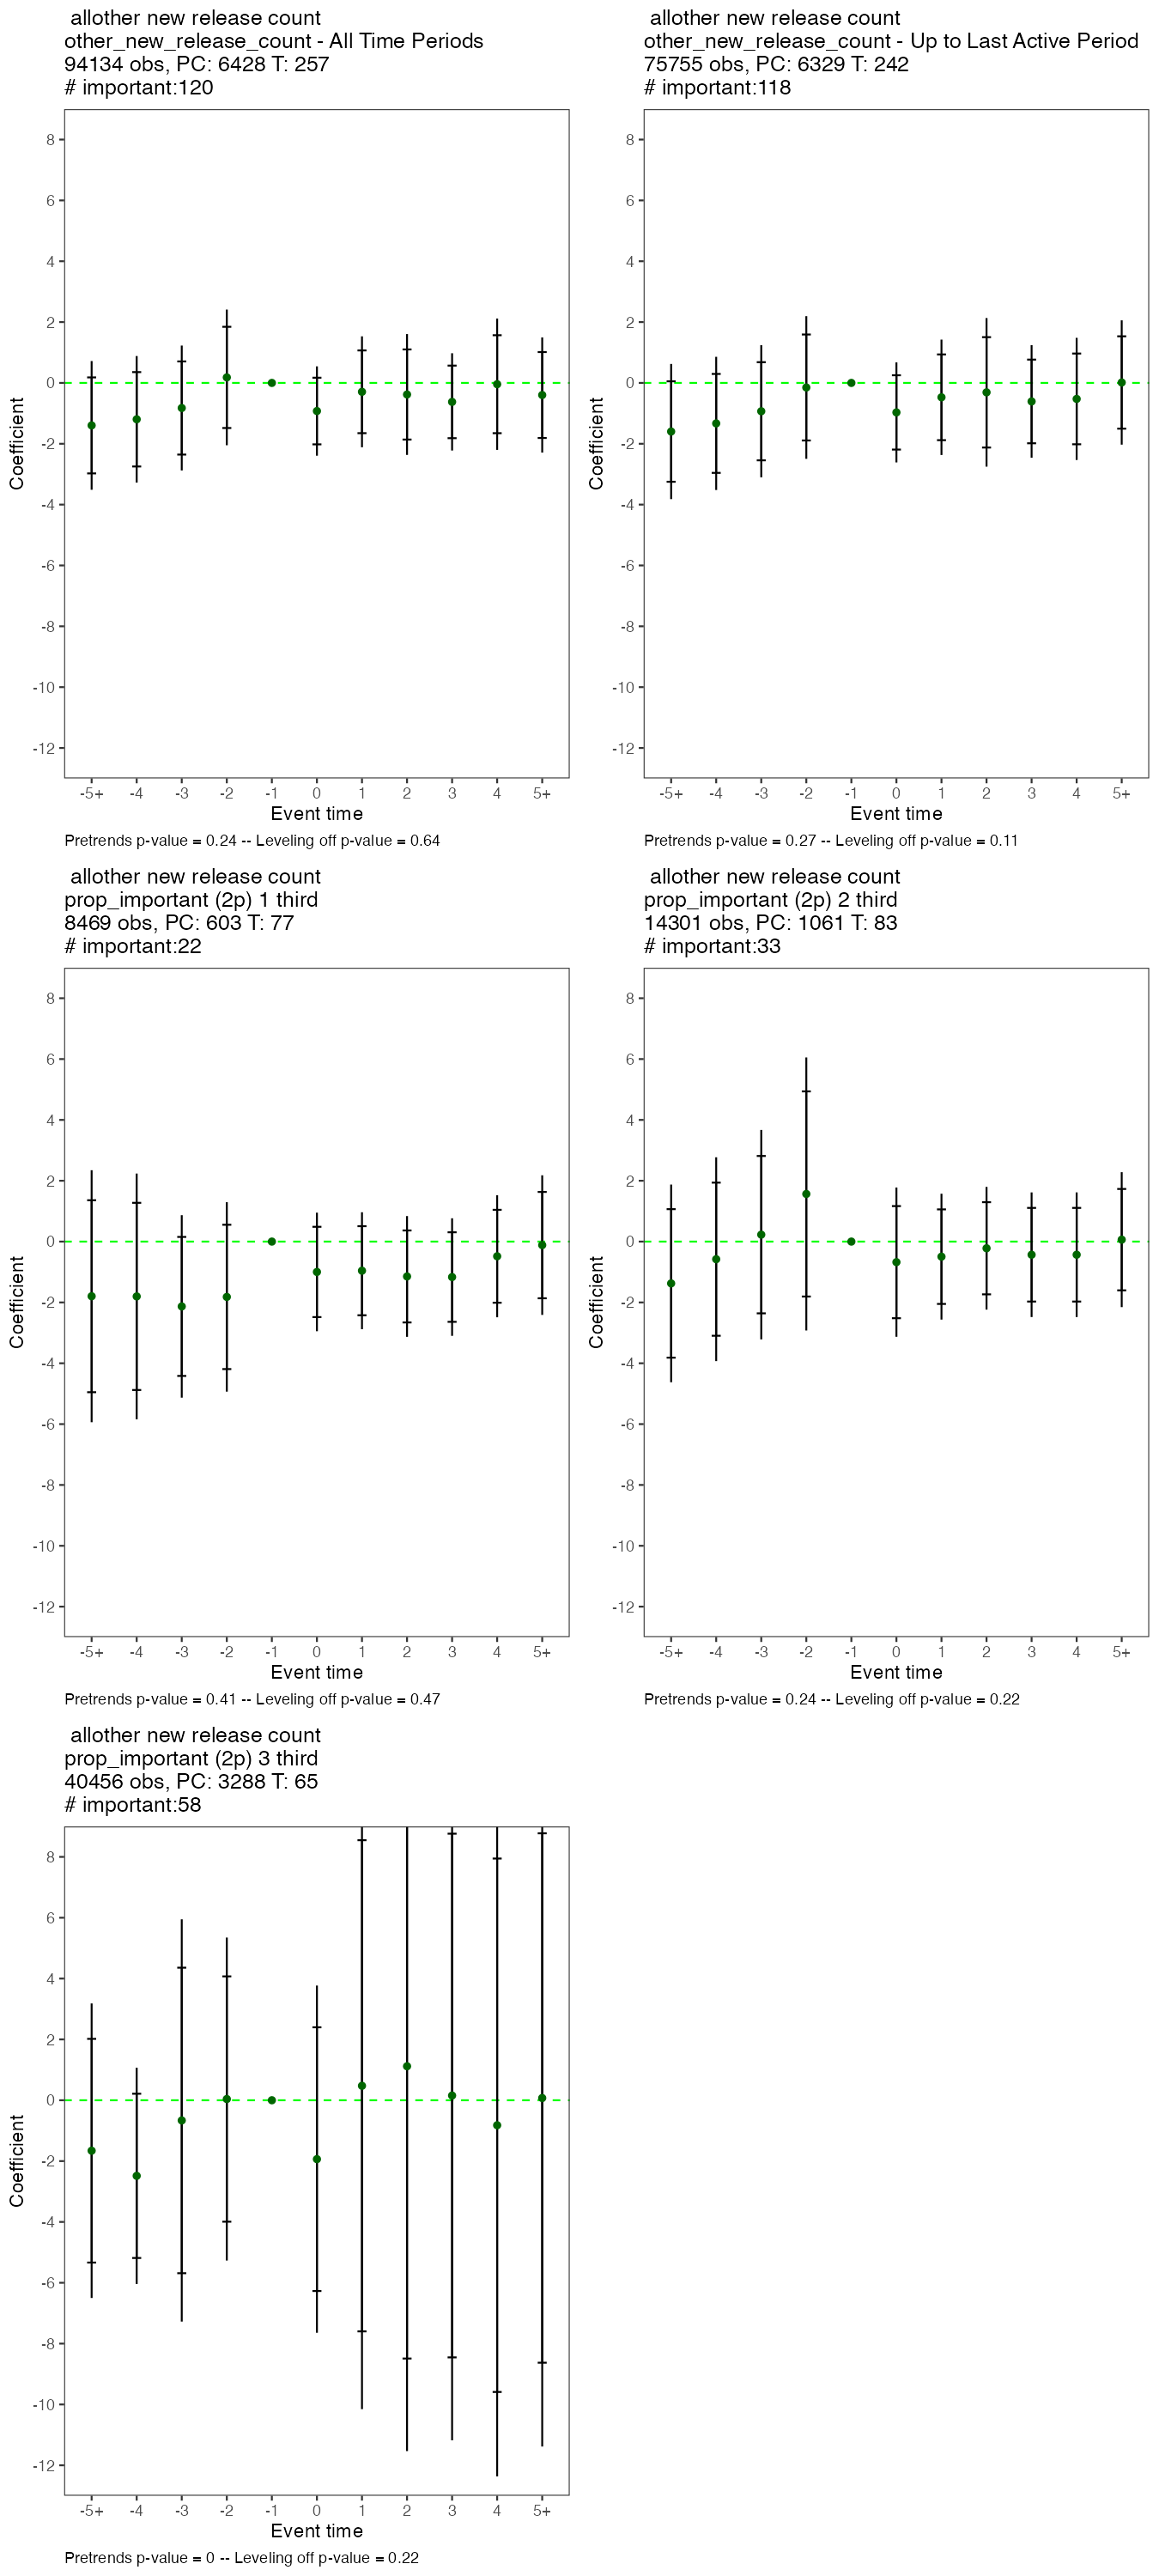 allother new release count
other_new_release_count - All Time Periods
94134 obs, PC: 6428 T: 257
# important:120
8
6
4
2
0
-2
-4
-6
-8
-10
-12
Coefficient
-5+ -4 -3 -2 -1 0 1 2 3 4 5+
Event time
Pretrends p-value = 0.24 -- Leveling off p-value = 0.64
allother new release count
other_new_release_count - Up to Last Active Period
75755 obs, PC: 6329 T: 242
# important:118
8
6
4
2
0
-2
-4
-6
-8
-10
-12
Coefficient
-5+ -4 -3 -2 -1 0 1 2 3 4 5+
Event time
Pretrends p-value = 0.27 -- Leveling off p-value = 0.11
allother new release count
prop_important (2p) 1 third
8469 obs, PC: 603 T: 77
# important:22
8
6
4
2
0
-2
-4
-6
-8
-10
-12
Coefficient
-5+ -4 -3 -2 -1 0 1 2 3 4 5+
Event time
Pretrends p-value = 0.41 -- Leveling off p-value = 0.47
allother new release count
prop_important (2p) 2 third
14301 obs, PC: 1061 T: 83
# important:33
8
6
4
2
0
-2
-4
-6
-8
-10
-12
Coefficient
-5+ -4 -3 -2 -1 0 1 2 3 4 5+
Event time
Pretrends p-value = 0.24 -- Leveling off p-value = 0.22
allother new release count
prop_important (2p) 3 third
40456 obs, PC: 3288 T: 65
# important:58
8
6
4
2
0
-2
-4
-6
-8
-10
-12
Coefficient
-5+ -4 -3 -2 -1 0 1 2 3 4 5+
Event time
Pretrends p-value = 0 -- Leveling off p-value = 0.22